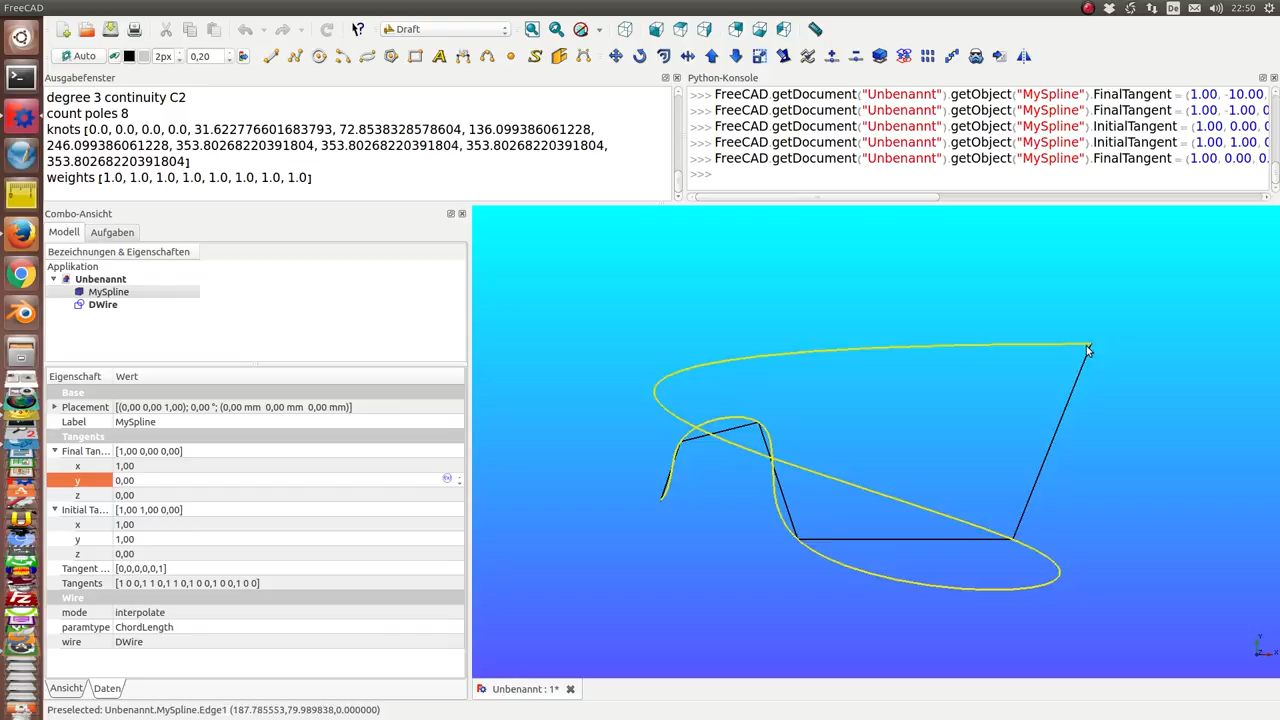 FreeCAD
De
22:50
Draft
Auto
2px
0,20
Ausgabefenster
degree 3 continuity C2
count poles 8
knots [0.0, 0.0, 0.0, 0.0, 31.622776601683793, 72.8538328578604, 136.099386061228,
246.099386061228, 353.80268220391804, 353.80268220391804, 353.80268220391804,
353.80268220391804]
weights [1.0, 1.0, 1.0, 1.0, 1.0, 1.0, 1.0, 1.0]
Python-Konsole
>>> FreeCAD.getDocument("Unbenannt").getObject("MySpline").FinalTangent = (1.00, -10.00,
>>> FreeCAD.getDocument("Unbenannt").getObject("MySpline").FinalTangent = (1.00, -1.00, 0
>>> FreeCAD.getDocument("Unbenannt").getObject("MySpline").InitialTangent = (1.00, 0.00, 0
>>> FreeCAD.getDocument("Unbenannt").getObject("MySpline").InitialTangent = (1.00, 1.00, 0
>>> FreeCAD.getDocument("Unbenannt").getObject("MySpline").FinalTangent = (1.00, 0.00, 0.
>>>
Combo-Ansicht
Modell Aufgaben
Bezeichnungen & Eigenschaften
Applikation
Unbenannt
MySpline
DWire
Eigenschaft Wert
Base
Placement [(0,00 0,00 1,00); 0,00 °; (0,00 mm 0,00 mm 0,00 mm)]
Label MySpline
Tangents
Final Tan... [1,00 0,00 0,00]
x 1,00
y 0,00
z 0,00
Initial Ta... [1,00 1,00 0,00]
x 1,00
y 1,00
z 0,00
Tangent ... [0,0,0,0,0,1]
Tangents [1 0 0,1 1 0,1 1 0,1 0 0,1 0 0,1 0 0]
Wire
mode interpolate
paramtype ChordLength
wire DWire
Ansicht Daten
Unbenannt : 1*
Preselected: Unbenannt.MySpline.Edge1 (187.785553,79.989838,0.000000)